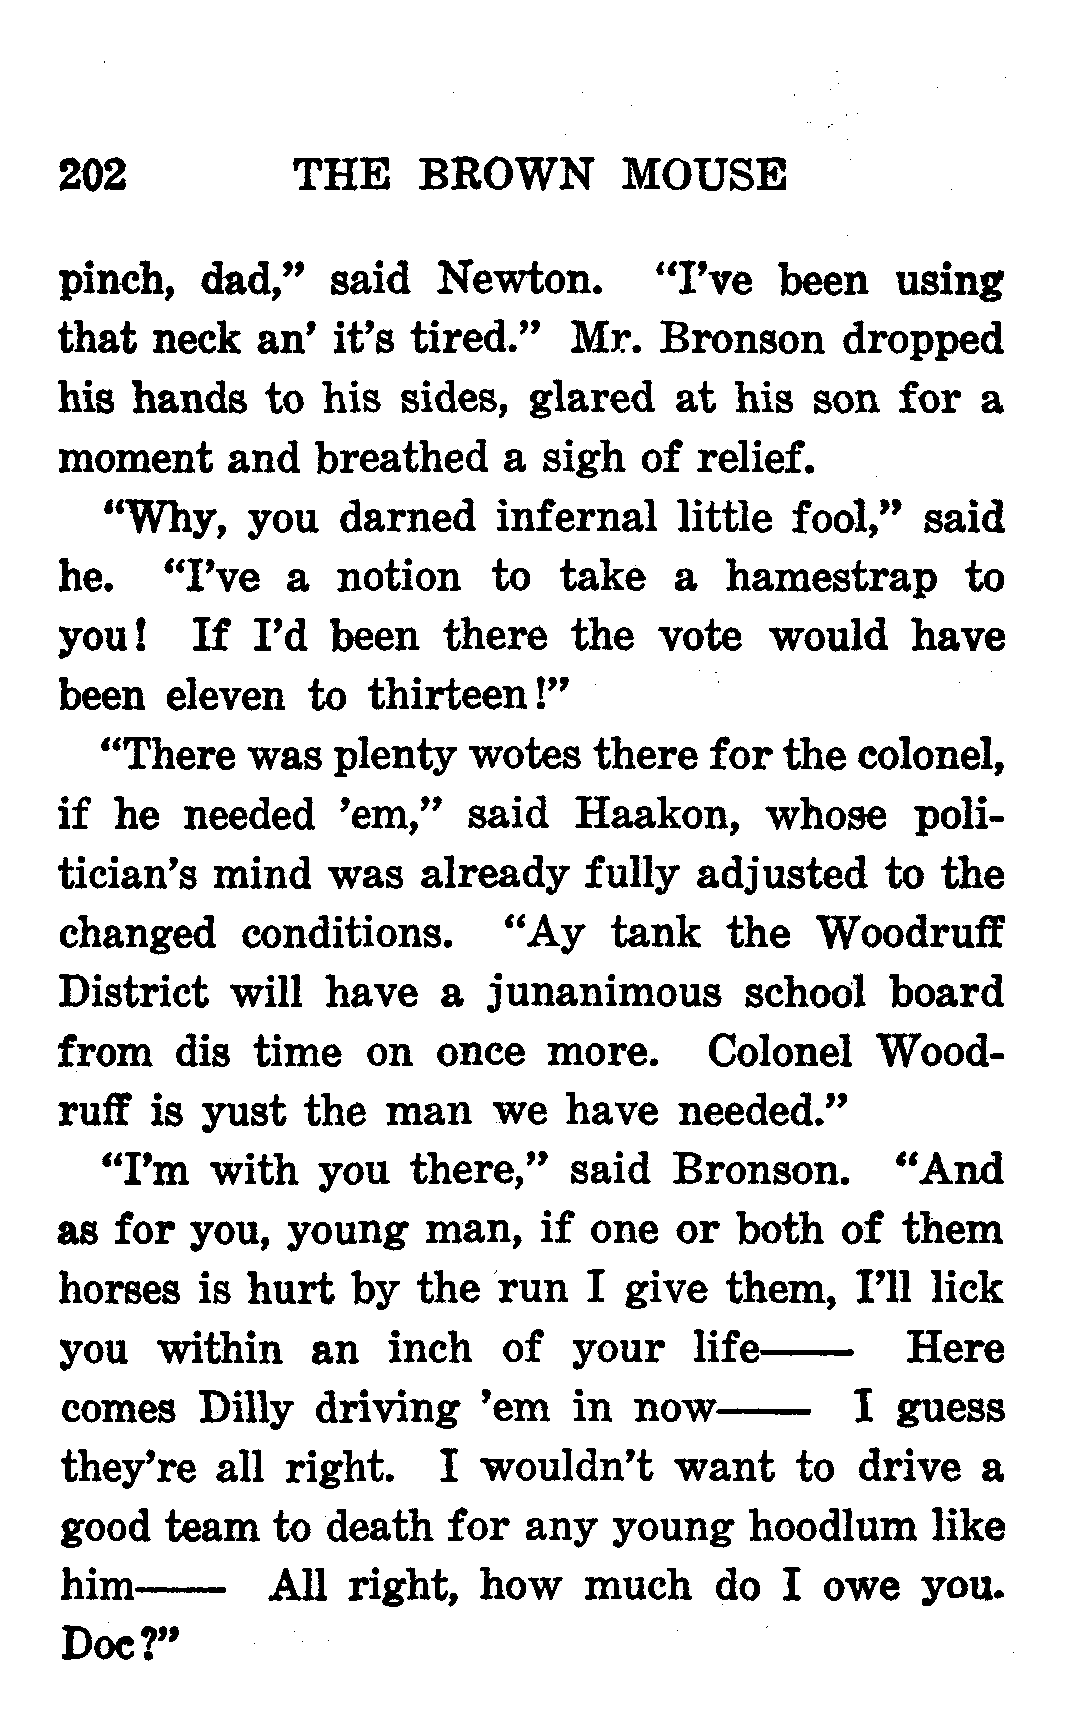 202 THE BROWN MOUSE
pinch, dad,” said Newton. “I’ve been using
that neck an’ it’s tired.” Mr. Bronson dropped
his hands to his sides, glared at his son for a
moment and breathed a sigh of relief.
“Why, you darned infernal little fool,” said
he. “I’ve a notion to take a hamestrap to
you! If I’d been there the vote would have
been eleven to thirteen!”
“There was plenty wotes there for the colonel,
if he needed ’em,” said Haakon, whose poli-
tician’s mind was already fully adjusted to the
changed conditions. “Ay tank the Woodruff
District will have a junanimous school board
from dis time on once more. Colonel Wood-
ruff is yust the man we have needed.”
“I’m with you there,” said Bronson. “And
as for you, young man, if one or both of them
horses is hurt by the run I give them, I’ll lick
you within an inch of your life—— Here
comes Dilly driving ’em in now—— I guess
they’re all right. I wouldn’t want to drive a
good team to death for any young hoodlum like
him—— All right, how much do I owe you.
Doc?”